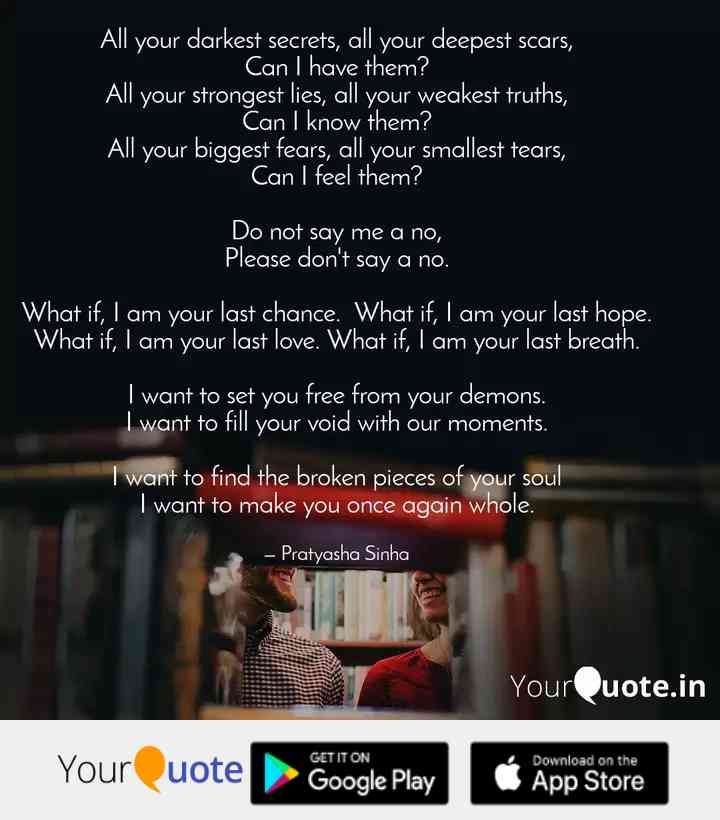 All your darkest secrets, all your deepest scars,
Can I have them?
All your strongest lies, all your weakest truths,
Can I know them?
All your biggest fears, all your smallest tears,
Can I feel them?
Do not say me a no,
Please don't say a no.
What if, I am your last chance.  What if, I am your last hope.
What if, I am your last love. What if, I am your last breath.
I want to set you free from your demons.
I want to fill your void with our moments.
I want to find the broken pieces of your soul
I want to make you once again whole.
– Pratyasha Sinha
YourQuote.in
YourQuote
GET IT ON
Google Play
Download on the
App Store